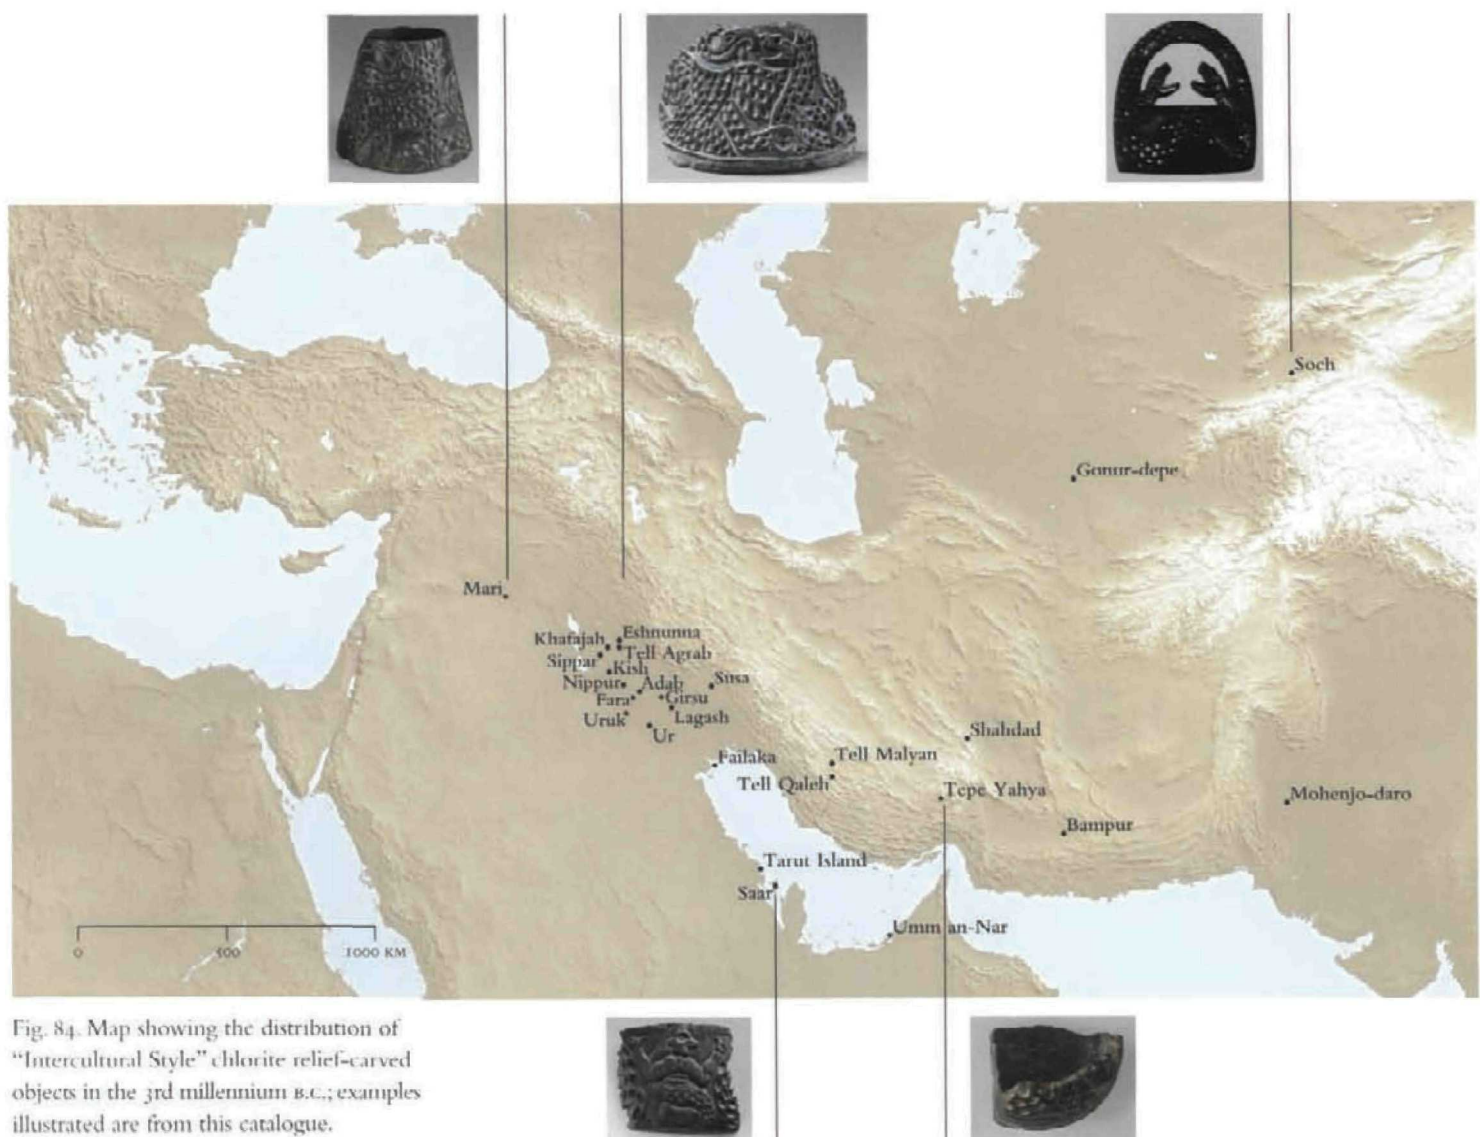 Soch
Gonur-depe
Mari
Khafajah
Eshnunna
Sippar
Tell Agrab
Kish
Nippur
Adab
Susa
Fara
Girsu
Uruk
Lagash
Ur
Shahdad
Failaka
Tell Malyan
Tell Qaleh
Tepe Yahya
Mohenjo-daro
Bampur
Tarut Island
Saar
Umm an-Nar
0 1000 KM
Fig. 84. Map showing the distribution of
“Intercultural Style” chlorite relief-carved
objects in the 3rd millennium B.C.; examples
illustrated are from this catalogue.